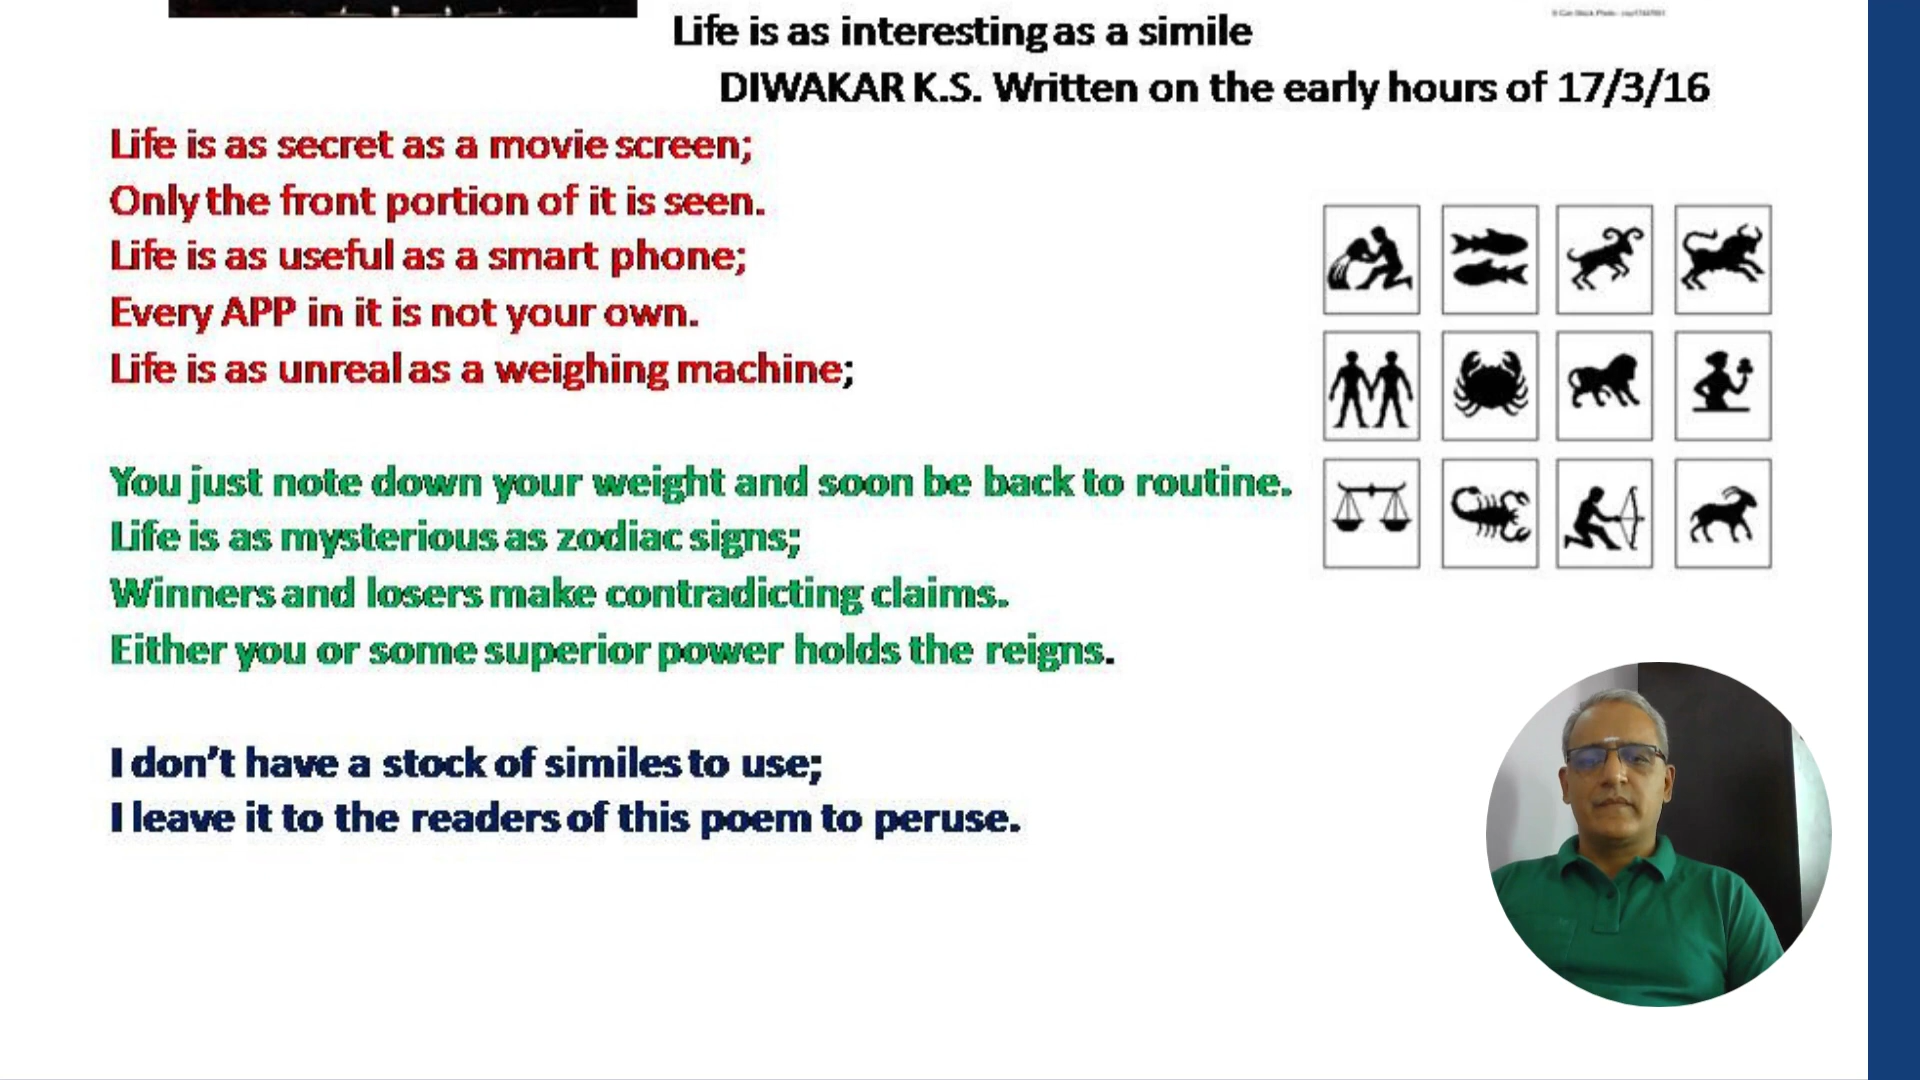 Life is as interesting as a simile
DIWAKAR K.S. Written on the early hours of 17/3/16
Life is as secret as a movie screen;
Only the front portion of it is seen.
Life is as useful as a smart phone;
Every APP in it is not your own.
Life is as unreal as a weighing machine;
You just note down your weight and soon be back to routine.
Life is as mysterious as zodiac signs;
Winners and losers make contradicting claims.
Either you or some superior power holds the reigns.
I don’t have a stock of similes to use;
I leave it to the readers of this poem to peruse.